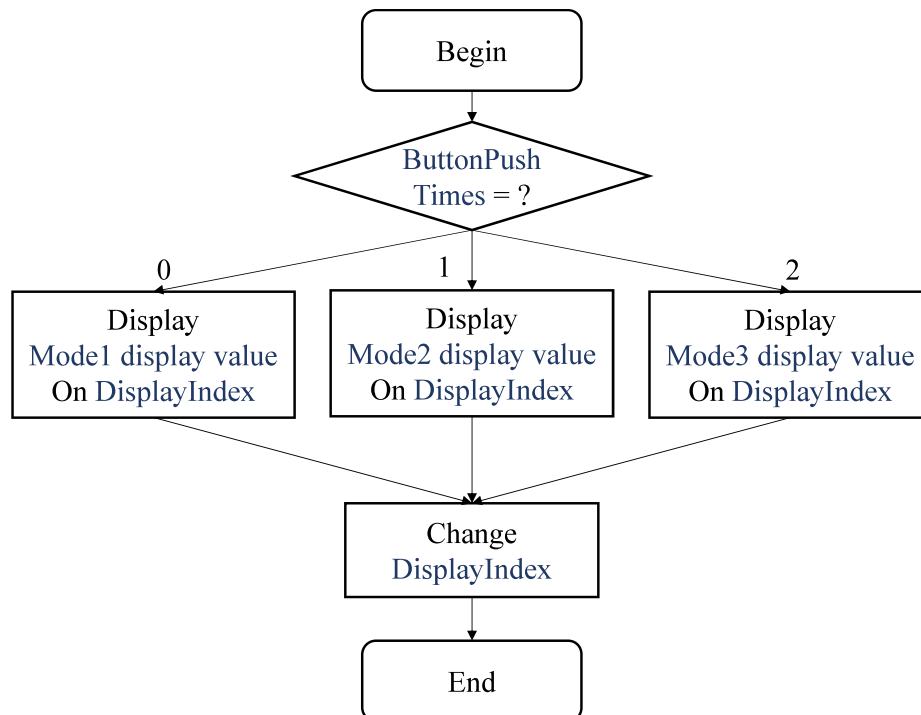 Begin
ButtonPush
Times = ?
0
1
2
Display
Mode1 display value
On DisplayIndex
Display
Mode2 display value
On DisplayIndex
Display
Mode3 display value
On DisplayIndex
Change
DisplayIndex
End